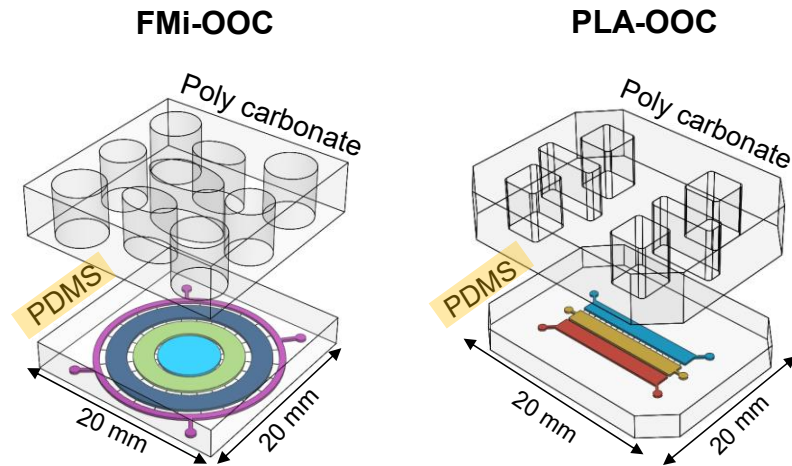 FMi-OOC
PLA-OOC
Poly carbonate
Poly carbonate
PDMS
PDMS
20 mm
20 mm
20 mm
20 mm